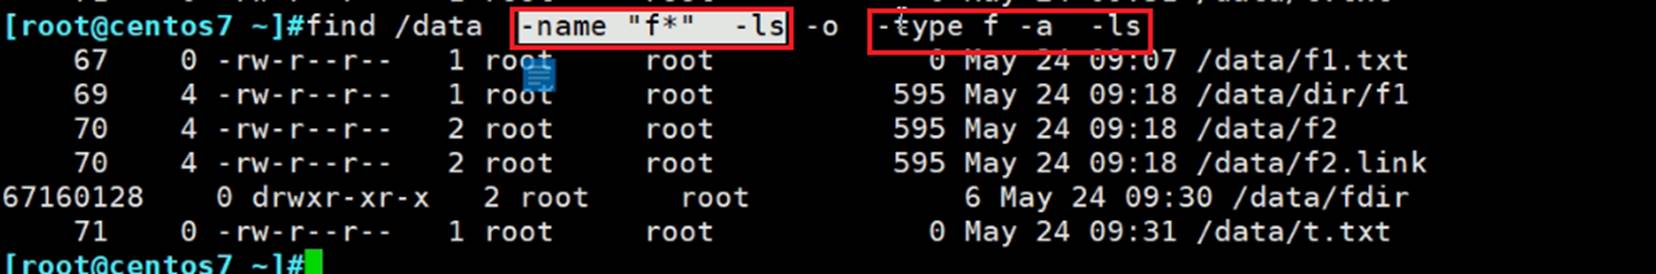 [root@centos7 ~]#find /data  -name "f*"  -ls -o  -type f -a  -ls
67    0 -rw-r--r--   1 root     root            0 May 24 09:07 /data/f1.txt
69    4 -rw-r--r--   1 root     root          595 May 24 09:18 /data/dir/f1
70    4 -rw-r--r--   2 root     root          595 May 24 09:18 /data/f2
70    4 -rw-r--r--   2 root     root          595 May 24 09:18 /data/f2.link
67160128    0 drwxr-xr-x   2 root     root            6 May 24 09:30 /data/fdir
71    0 -rw-r--r--   1 root     root            0 May 24 09:31 /data/t.txt
[root@centos7 ~]#